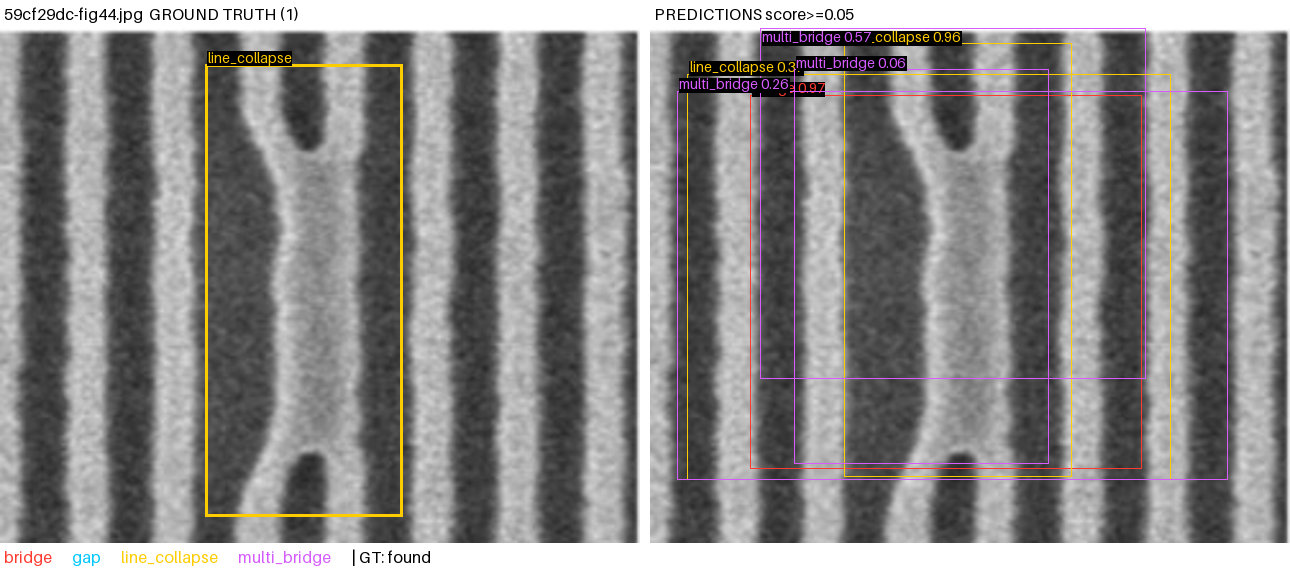 59cf29dc-fig44.jpg GROUND TRUTH (1)
PREDICTIONS score>=0.05
line_collapse
multi_bridge 0.57
collapse 0.96
line_collapse 0.3
multi_bridge 0.06
multi_bridge 0.26
0.97
bridge gap line_collapse multi_bridge | GT: found